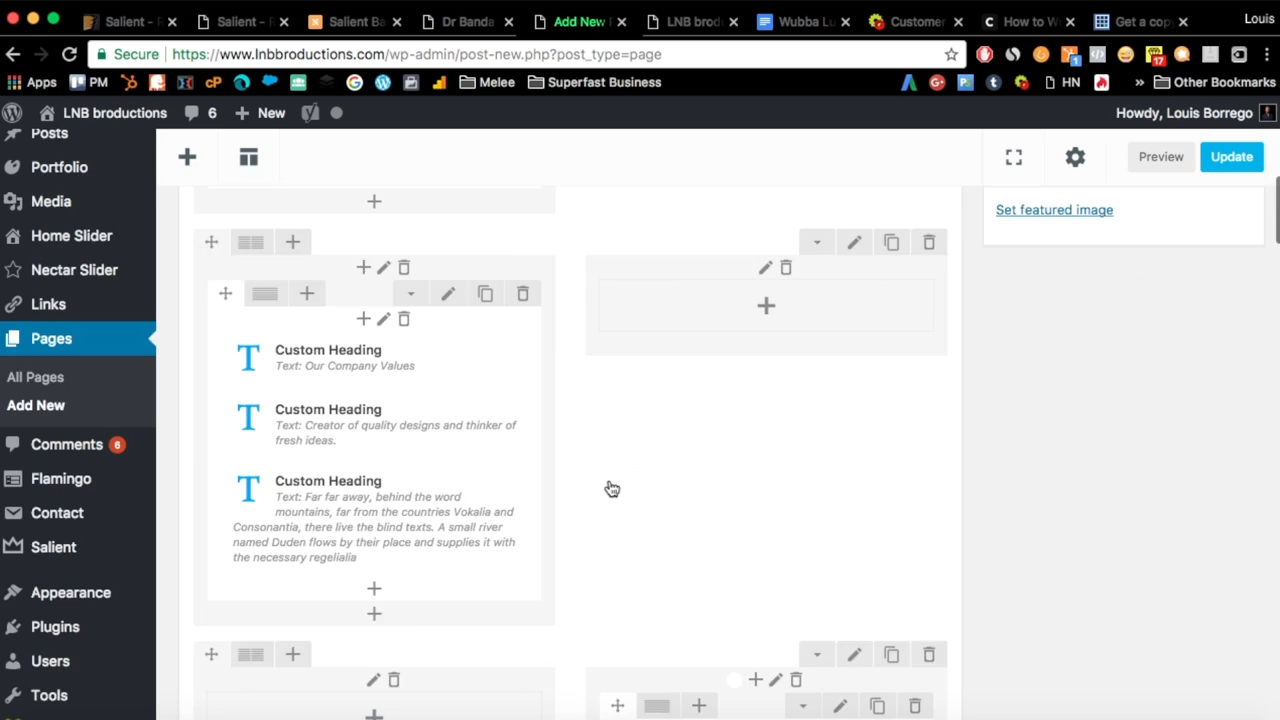 Salient - R
Salient - R
Salient Ba
Dr Banda
Add New
LNB brod
Wubba Lu
Customer
How to W
Get a copy
Louis
Secure https://www.lnbbroductions.com/wp-admin/post-new.php?post_type=page
1
17
Apps
PM
cP
Melee
Superfast Business
HN
»
Other Bookmarks
LNB broductions
6
New
Howdy, Louis Borrego
Posts
Portfolio
Media
Home Slider
Nectar Slider
Links
Pages
All Pages
Add New
Comments 6
Flamingo
Contact
Salient
Appearance
Plugins
Users
Tools
Preview
Update
Set featured image
Custom Heading
Text: Our Company Values
Custom Heading
Text: Creator of quality designs and thinker of
fresh ideas.
Custom Heading
Text: Far far away, behind the word
mountains, far from the countries Vokalia and
Consonantia, there live the blind texts. A small river
named Duden flows by their place and supplies it with
the necessary regelialia